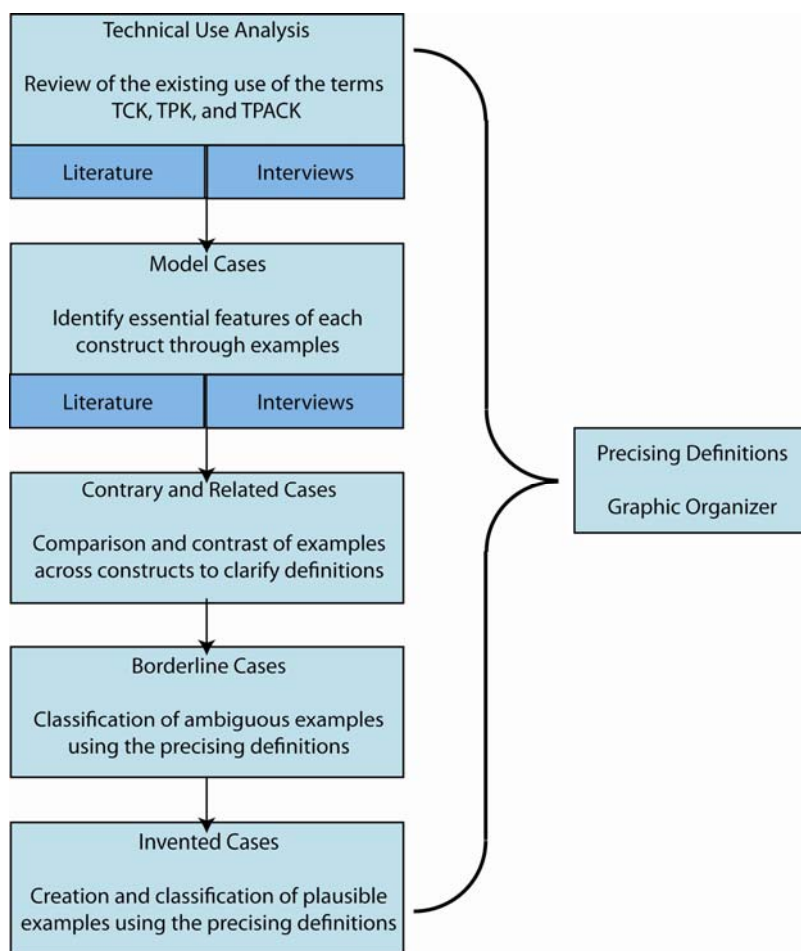 Technical Use Analysis
Review of the existing use of the terms
TCK, TPK, and TPACK
Literature
Interviews
Model Cases
Identify essential features of each
construct through examples
Literature
Interviews
Contrary and Related Cases
Comparison and contrast of examples
across constructs to clarify definitions
Borderline Cases
Classification of ambiguous examples
using the precising definitions
Invented Cases
Creation and classification of plausible
examples using the precising definitions
Precising Definitions
Graphic Organizer